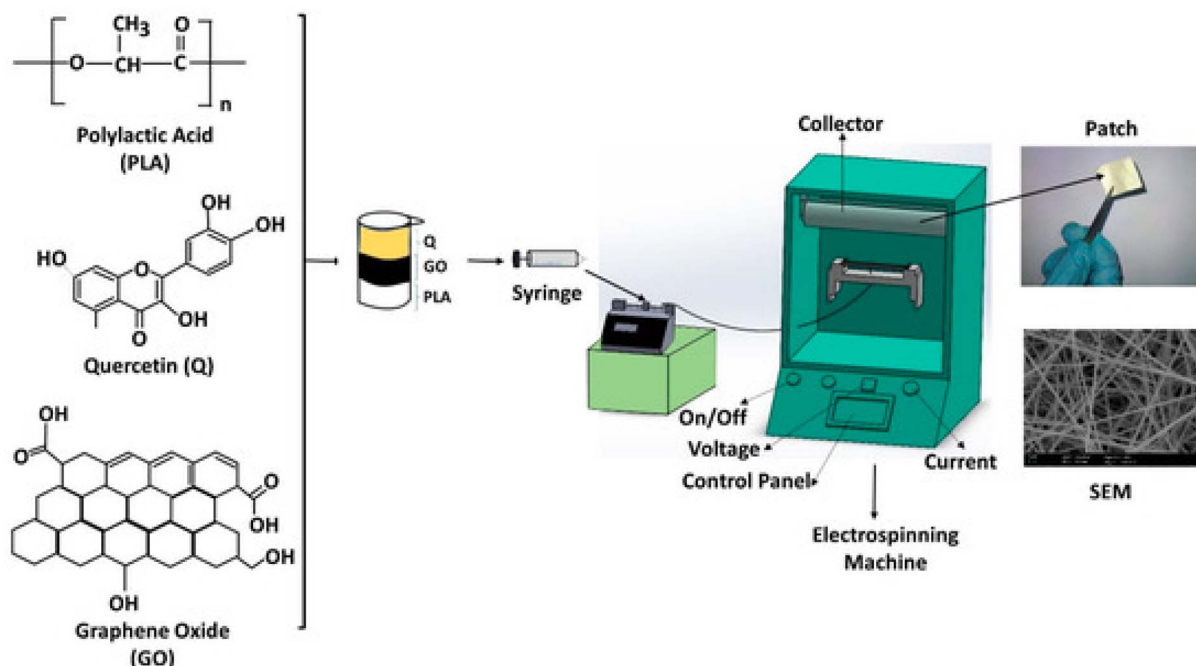 CH3
O
O
CH
C
n
Polylactic Acid
(PLA)
OH
OH
HO
O
OH
O
Quercetin (Q)
OH
O
O
OH
OH
OH
Graphene Oxide
(GO)
Q
GO
PLA
Syringe
Collector
On/Off
Voltage
Control Panel
Current
Electrospinning
Machine
Patch
SEM